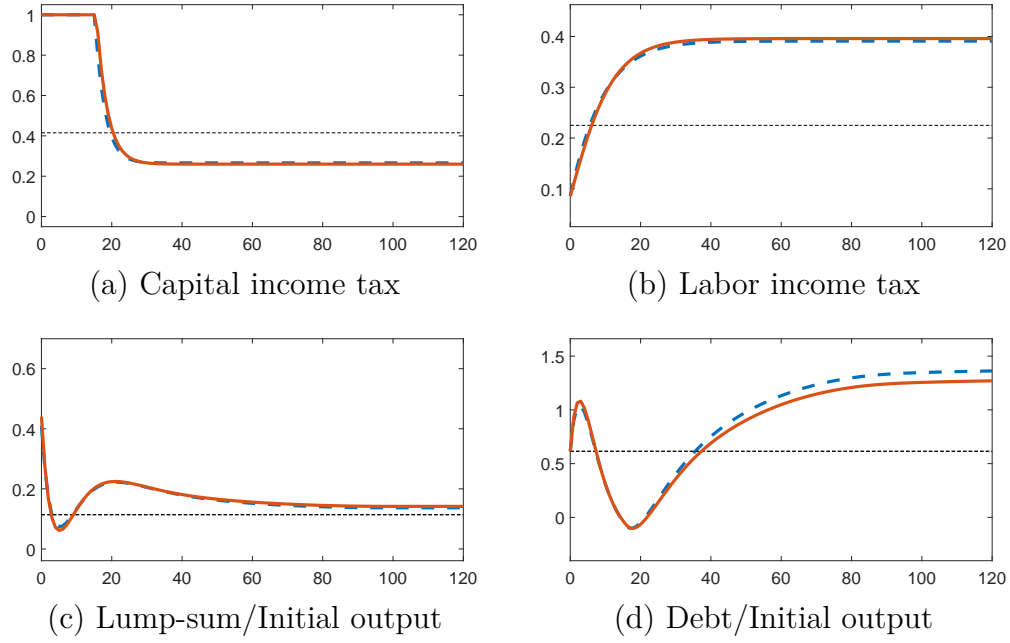 1
0.8
0.6
0.4
0.2
0
0 20 40 60 80 100 120
(a) Capital income tax
0.4
0.3
0.2
0.1
0 20 40 60 80 100 120
(b) Labor income tax
0.6
0.4
0.2
0
0 20 40 60 80 100 120
(c) Lump-sum/Initial output
1.5
1
0.5
0
0 20 40 60 80 100 120
(d) Debt/Initial output